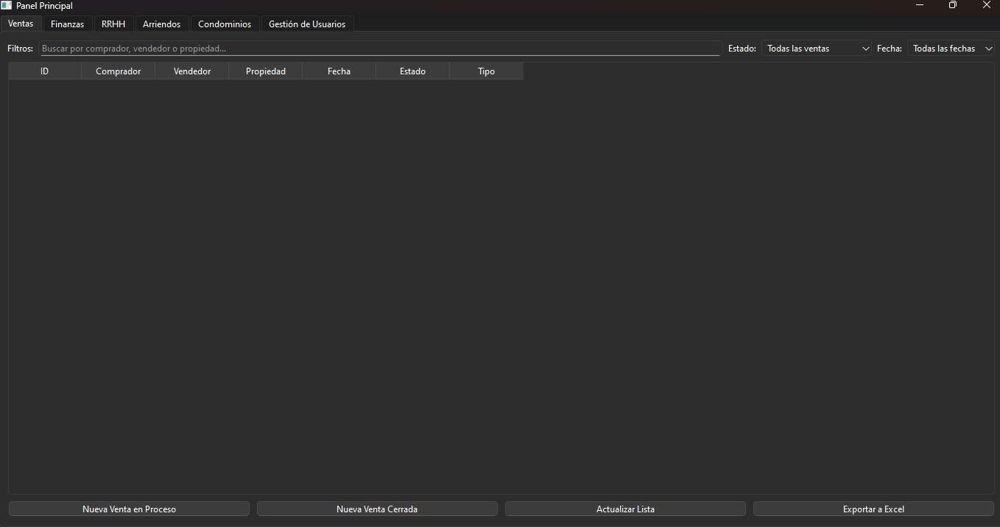 Panel Principal
Ventas Finanzas RRHH Arriendos Condominios Gestión de Usuarios
Filtros: Buscar por comprador, vendedor o propiedad... Estado: Todas las ventas Fecha: Todas las fechas
ID Comprador Vendedor Propiedad Fecha Estado Tipo
Nueva Venta en Proceso Nueva Venta Cerrada Actualizar Lista Exportar a Excel